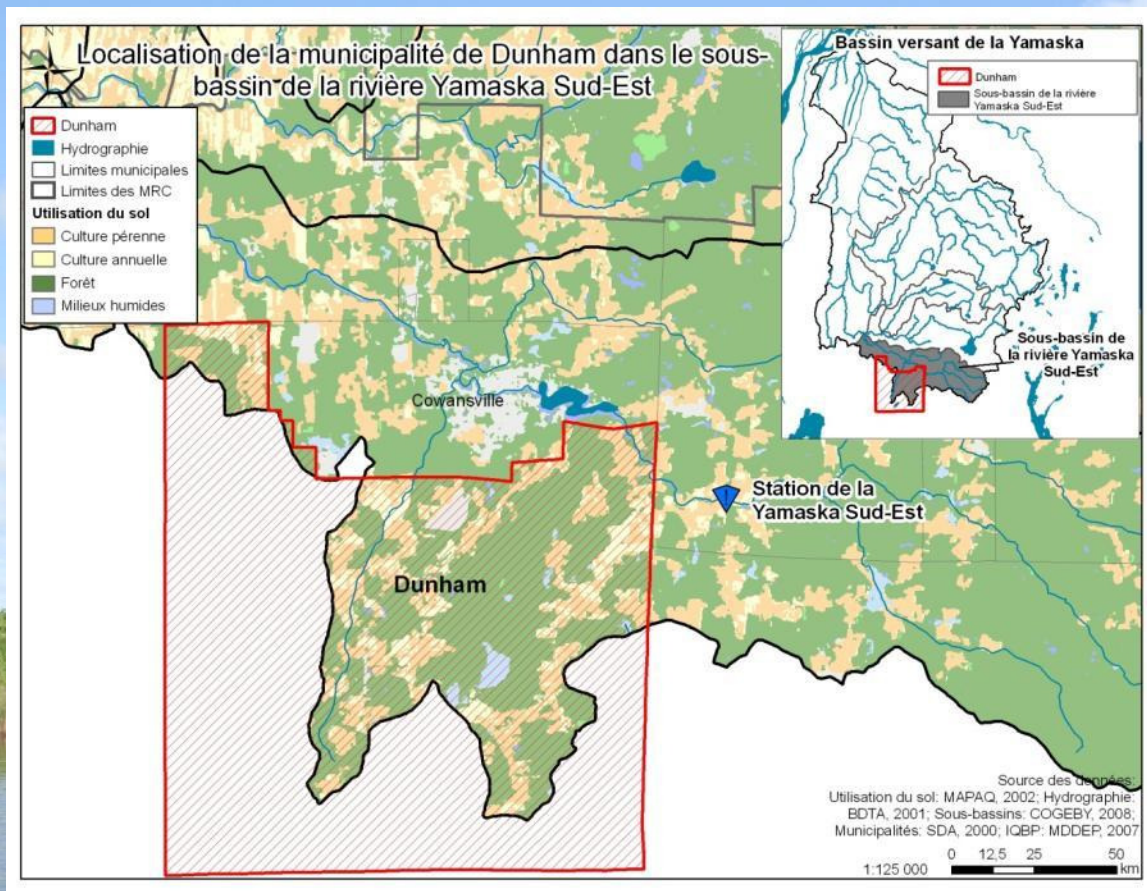 Localisation de la municipalité de Dunham dans le sous-
bassin de la rivière Yamaska Sud-Est
N
Dunham
Hydrographie
Limites municipales
Limites des MRC
Utilisation du sol
Culture pérenne
Culture annuelle
Forêt
Milieux humides
Bassin versant de la Yamaska
Dunham
Sous-bassin de la rivière
Yamaska Sud-Est
Sous-bassin de
la rivière Yamaska
Sud-Est
Cowansville
Station de la
Yamaska Sud-Est
Dunham
Source des données:
Utilisation du sol: MAPAQ, 2002; Hydrographie:
BDTA, 2001; Sous-bassins: COGEBY, 2008;
Municipalités: SDA, 2000; IQBP: MDDEP, 2007
1:125 000
0 12,5 25 50
km